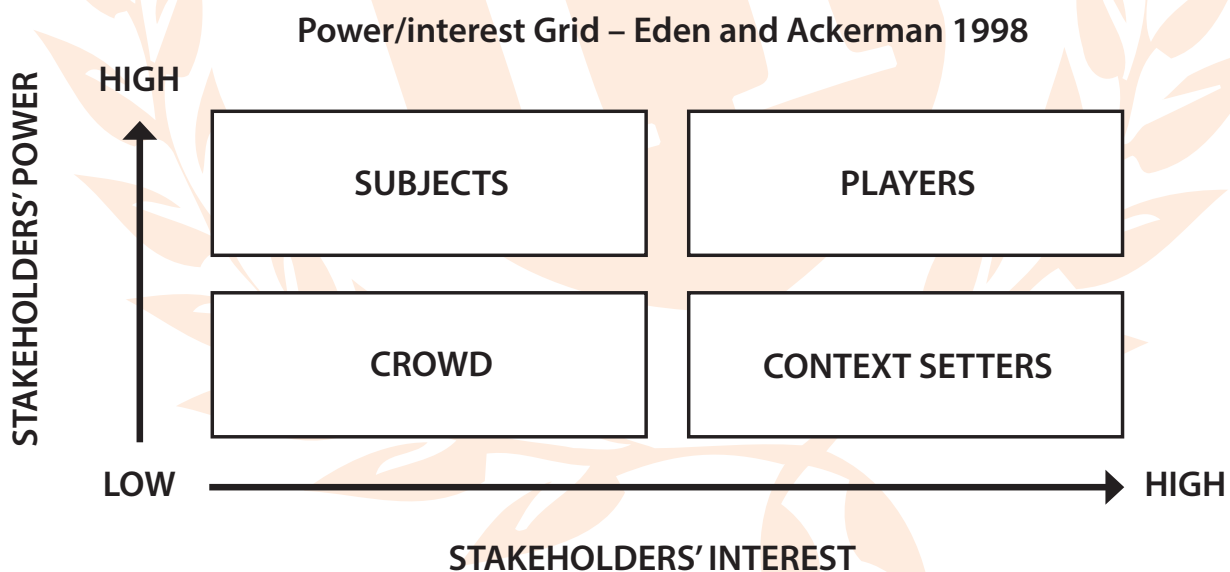 Power/interest Grid – Eden and Ackerman 1998
STAKEHOLDERS’ POWER
HIGH
SUBJECTS
PLAYERS
CROWD
CONTEXT SETTERS
LOW
HIGH
STAKEHOLDERS’ INTEREST